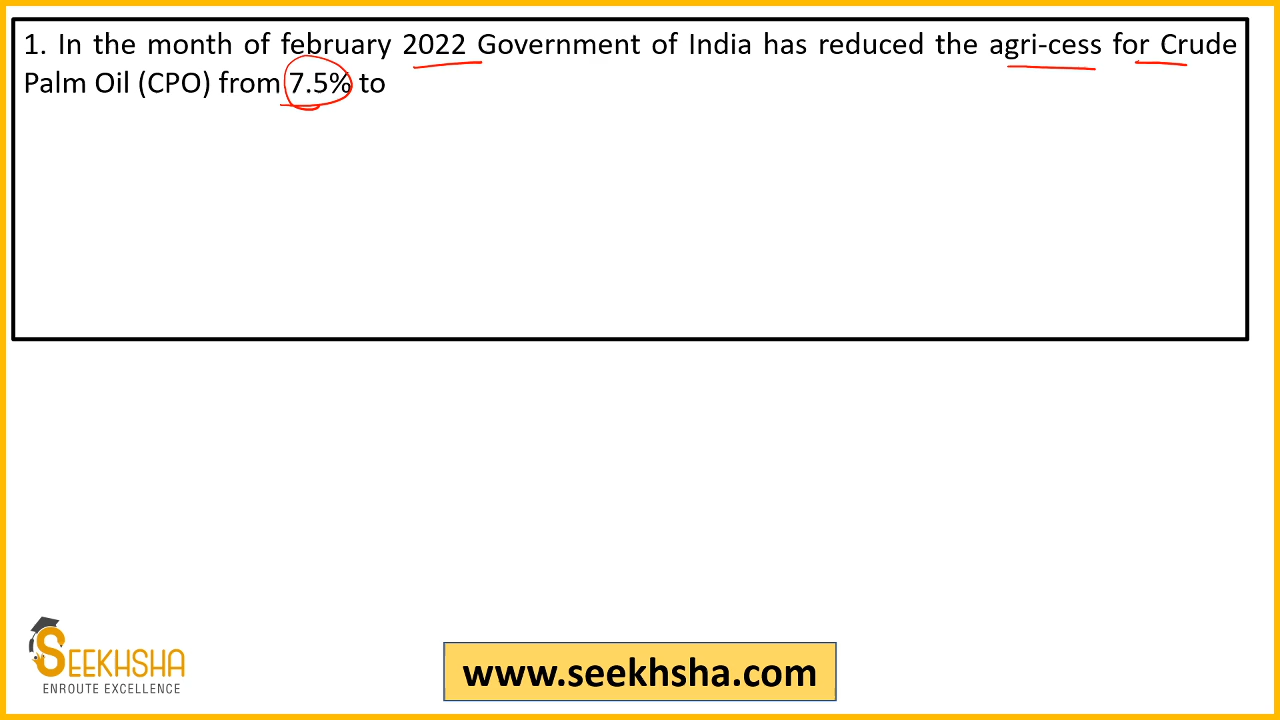 1. In the month of february 2022 Government of India has reduced the agri-cess for Crude
Palm Oil (CPO) from 7.5% to
SEEKHSHA
ENROUTE EXCELLENCE
www.seekhsha.com